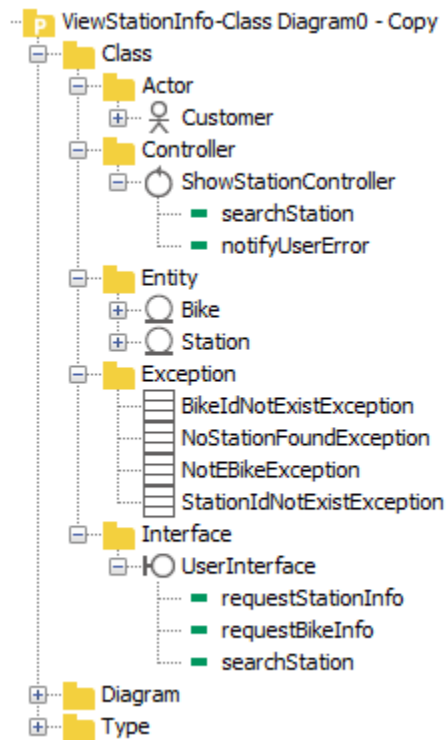 ViewStationInfo-Class Diagram0 - Copy
Class
Actor
Customer
Controller
ShowStationController
searchStation
notifyUserError
Entity
Bike
Station
Exception
BikeIdNotExistException
NoStationFoundException
NotEBikeException
StationIdNotExistException
Interface
UserInterface
requestStationInfo
requestBikeInfo
searchStation
Diagram
Type